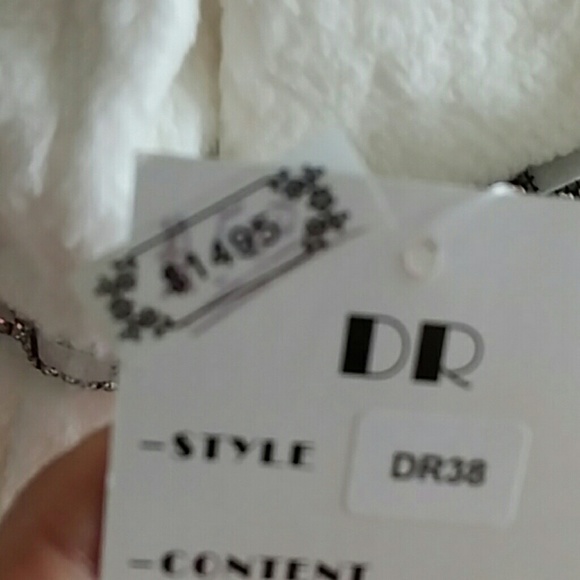 $1495
DR
-STYLE DR38
-CONTENT